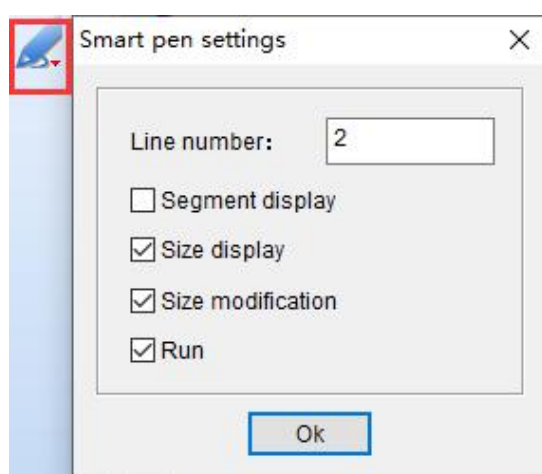 Smart pen settings
Line number: 2
Segment display
Size display
Size modification
Run
Ok